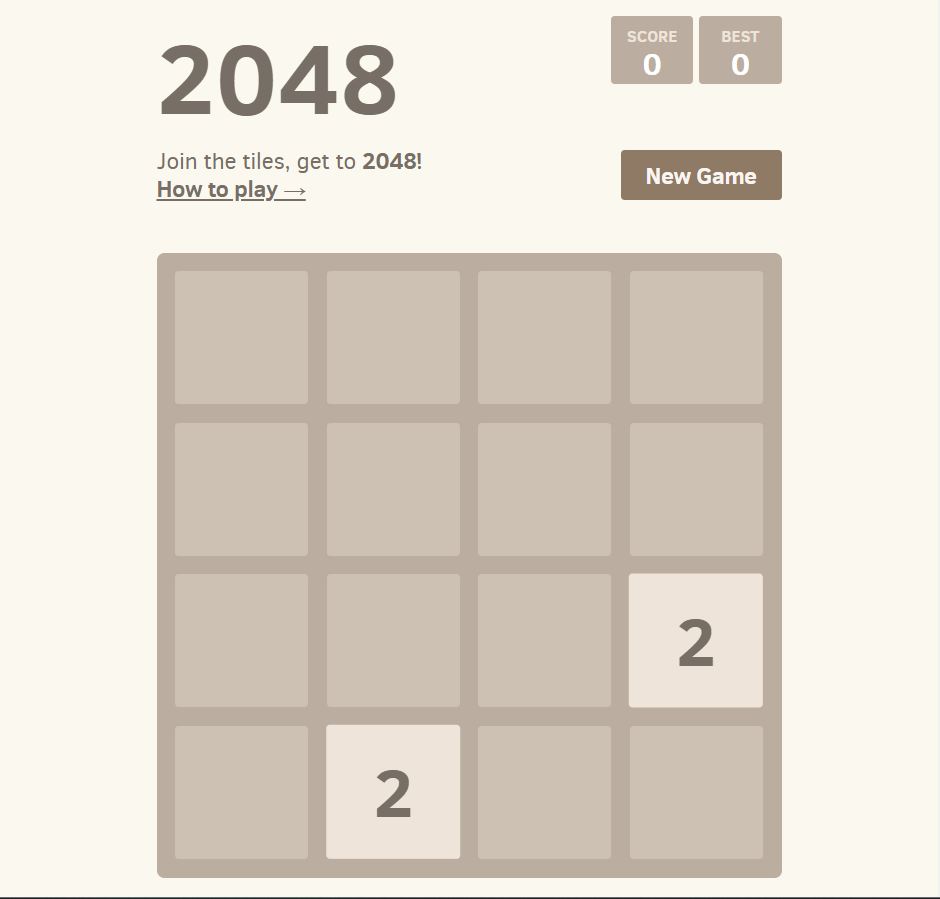 2048
SCORE
0
BEST
0
Join the tiles, get to 2048!
How to play →
New Game
2
2